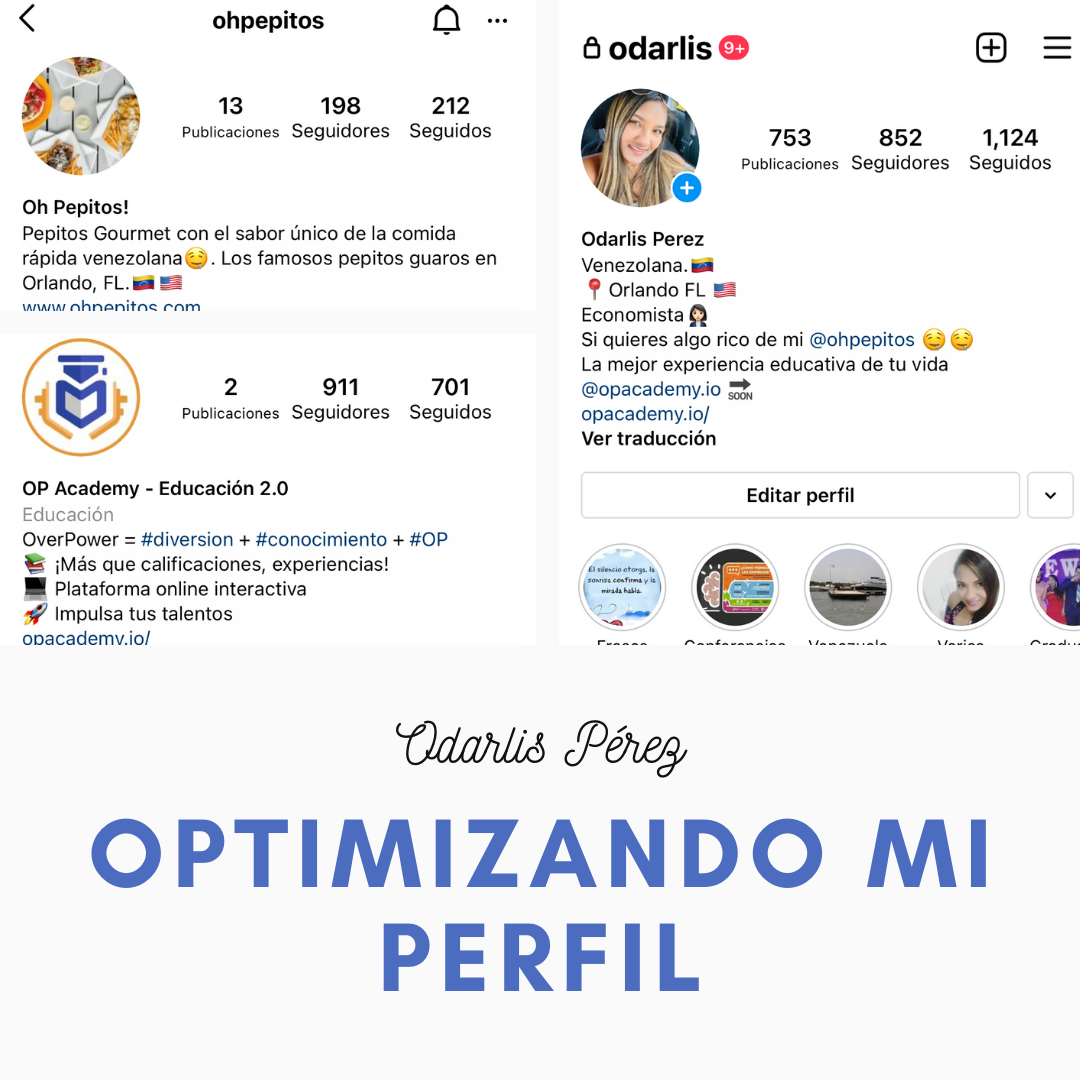 ohpepitos
13 198 212
Publicaciones Seguidores Seguidos
Oh Pepitos!
Pepitos Gourmet con el sabor único de la comida
rápida venezolana🤤. Los famosos pepitos guaros en
Orlando, FL.🇻🇪 🇺🇸
www.ohpepitos.com
2 911 701
Publicaciones Seguidores Seguidos
OP Academy - Educación 2.0
Educación
OverPower = #diversion + #conocimiento + #OP
📚 ¡Más que calificaciones, experiencias!
💻 Plataforma online interactiva
🚀 Impulsa tus talentos
opacademy.io/
odarlis 9+
753 852 1,124
Publicaciones Seguidores Seguidos
Odarlis Perez
Venezolana.🇻🇪
📍 Orlando FL 🇺🇸
Economista👩🏻‍💼
Si quieres algo rico de mi @ohpepitos 🤤🤤
La mejor experiencia educativa de tu vida
@opacademy.io 🔜
opacademy.io/
Ver traducción
Editar perfil
El silencio otorga, la
sonrisa confirma y la
mirada habla.
Frases Conferencias Venezuela Varios
Odarlis Pérez
OPTIMIZANDO MI
PERFIL